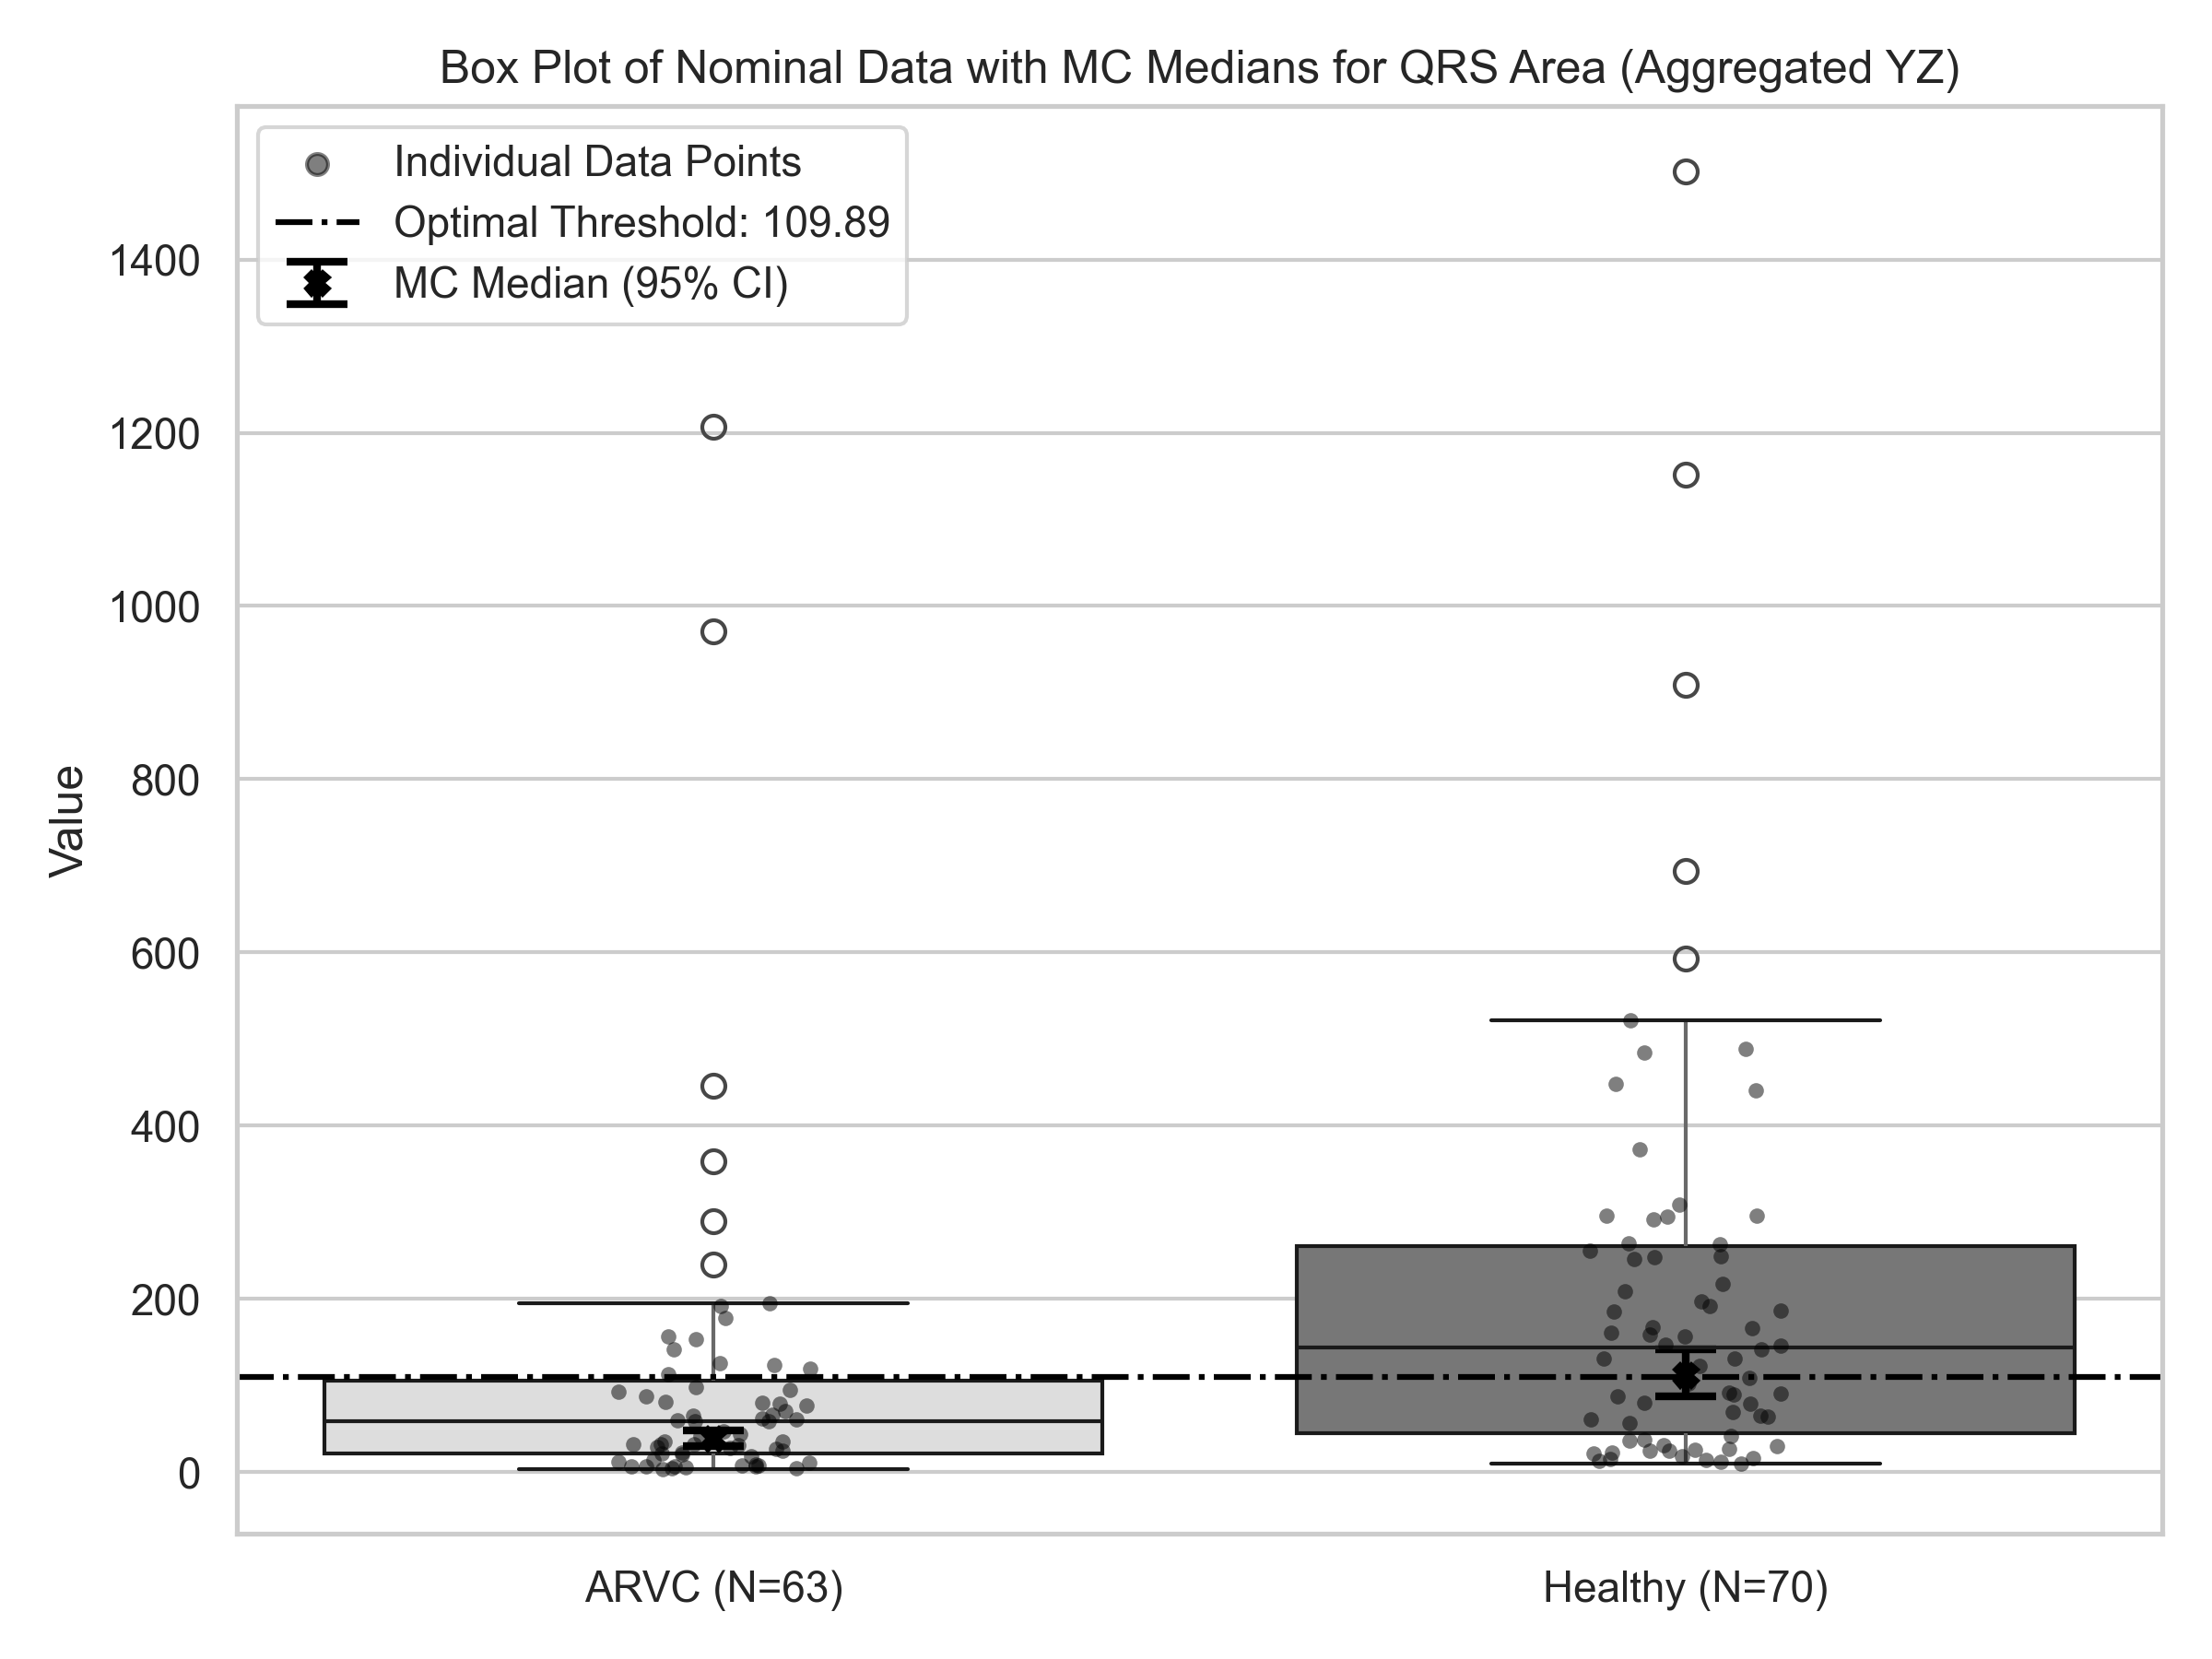 Box Plot of Nominal Data with MC Medians for QRS Area (Aggregated YZ)
Individual Data Points
Optimal Threshold: 109.89
MC Median (95% CI)
1400
1200
1000
800
600
400
200
0
Value
ARVC (N=63)
Healthy (N=70)